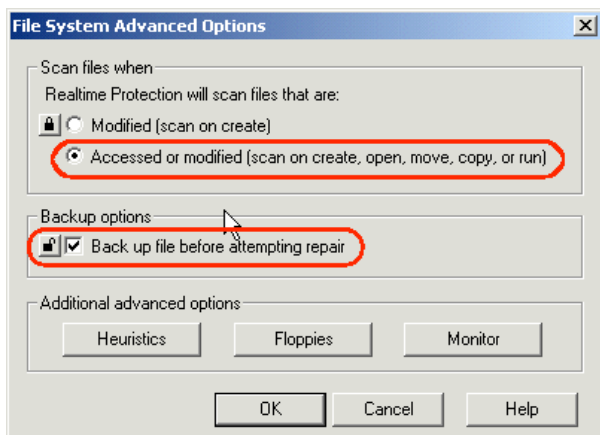 File System Advanced Options
Scan files when
Realtime Protection will scan files that are:
Modified (scan on create)
Accessed or modified (scan on create, open, move, copy, or run)
Backup options
Back up file before attempting repair
Additional advanced options
Heuristics Floppies Monitor
OK Cancel Help